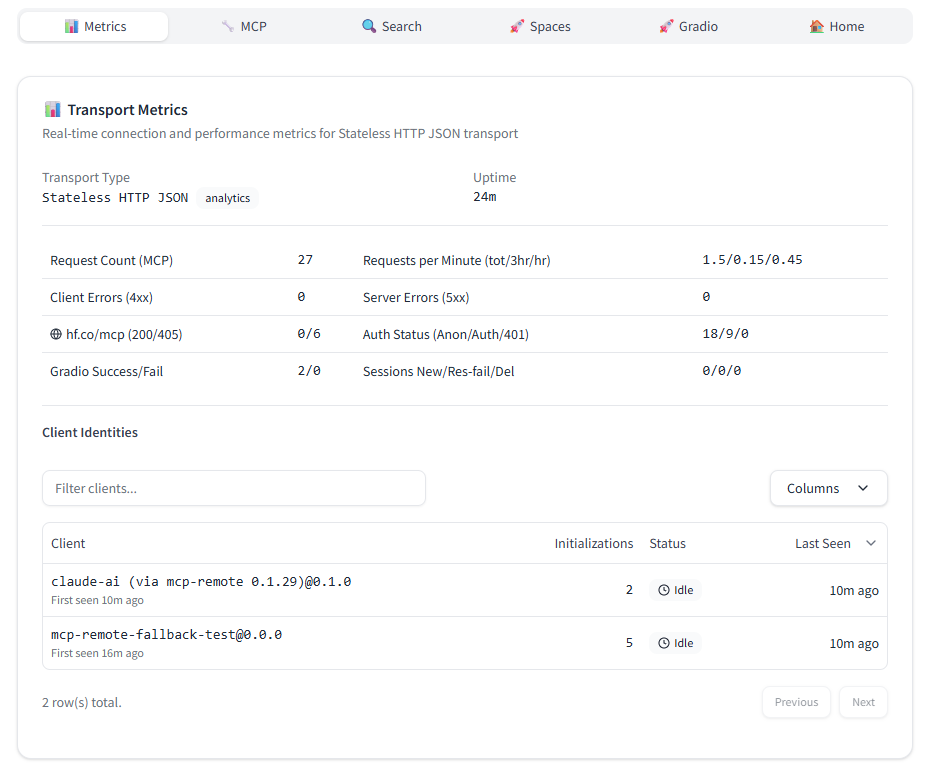 Metrics
MCP
Search
Spaces
Gradio
Home
Transport Metrics
Real-time connection and performance metrics for Stateless HTTP JSON transport
Transport Type
Uptime
Stateless HTTP JSON analytics
24m
Request Count (MCP) 27 Requests per Minute (tot/3hr/hr) 1.5/0.15/0.45
Client Errors (4xx) 0 Server Errors (5xx) 0
hf.co/mcp (200/405) 0/6 Auth Status (Anon/Auth/401) 18/9/0
Gradio Success/Fail 2/0 Sessions New/Res-fail/Del 0/0/0
Client Identities
Filter clients...
Columns
Client Initializations Status Last Seen
claude-ai (via mcp-remote 0.1.29)@0.1.0
First seen 10m ago
2 Idle 10m ago
mcp-remote-fallback-test@0.0.0
First seen 16m ago
5 Idle 10m ago
2 row(s) total.
Previous
Next